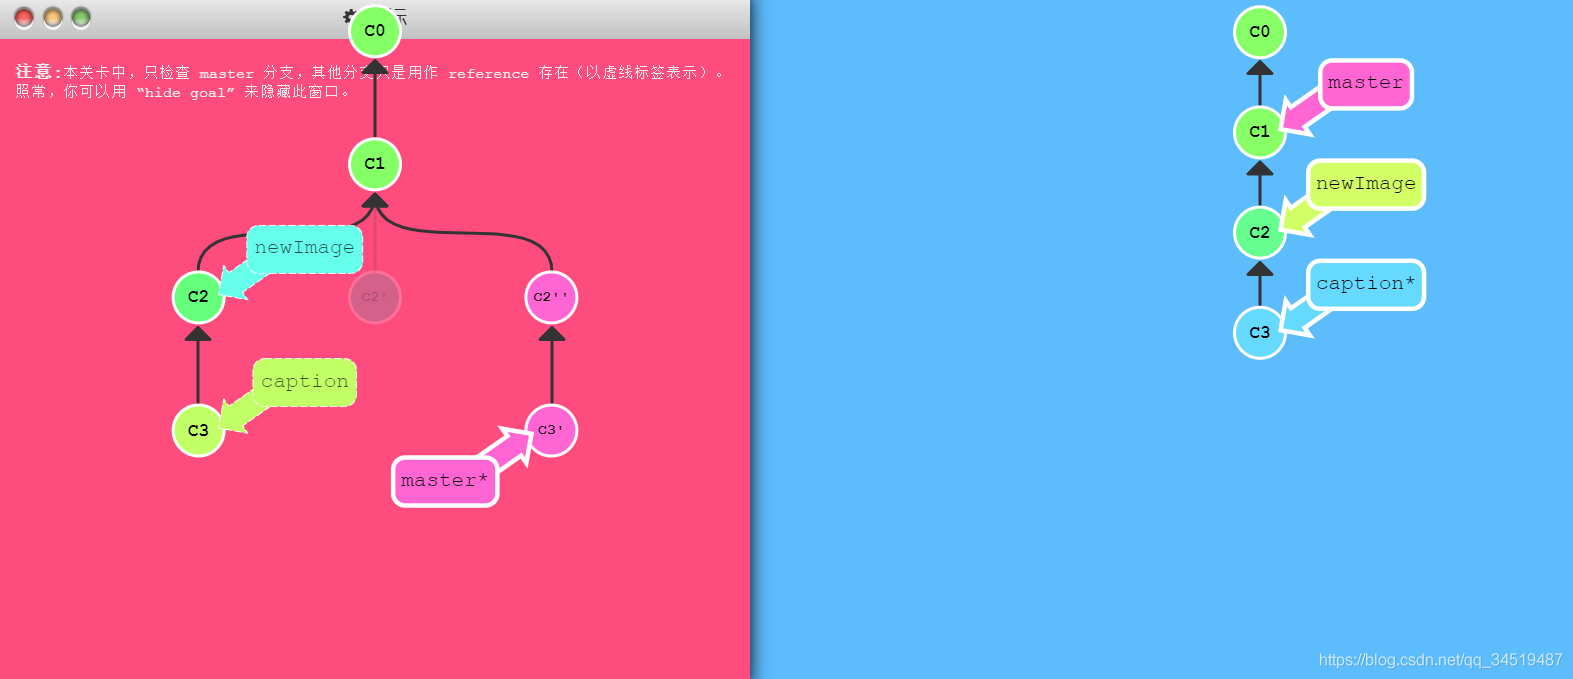 C0
注意:本关卡中，只检查 master 分支，其他分支只是用作 reference 存在（以虚线标签表示）。
照常，你可以用 “hide goal” 来隐藏此窗口。
C1
newImage
C2
C2'
C2''
caption
C3
C3'
master*
C0
master
C1
newImage
C2
caption*
C3
https://blog.csdn.net/qq_34519487